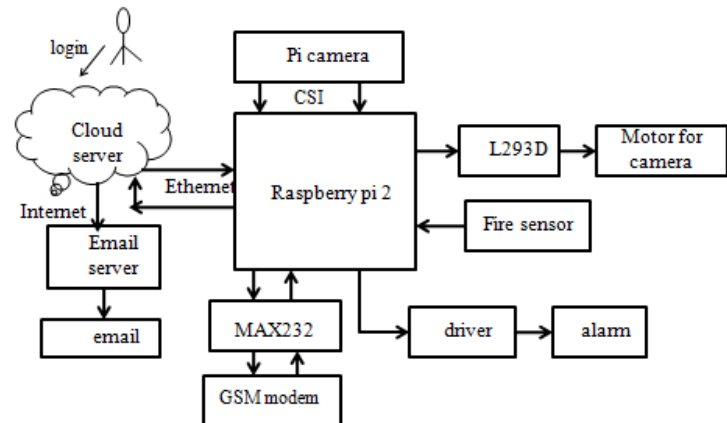 login
Pi camera
CSI
Cloud
server
L293D
Motor for
camera
Ethernet
Raspberry pi 2
Internet
Fire sensor
Email
server
MAX232
driver
alarm
email
GSM modem